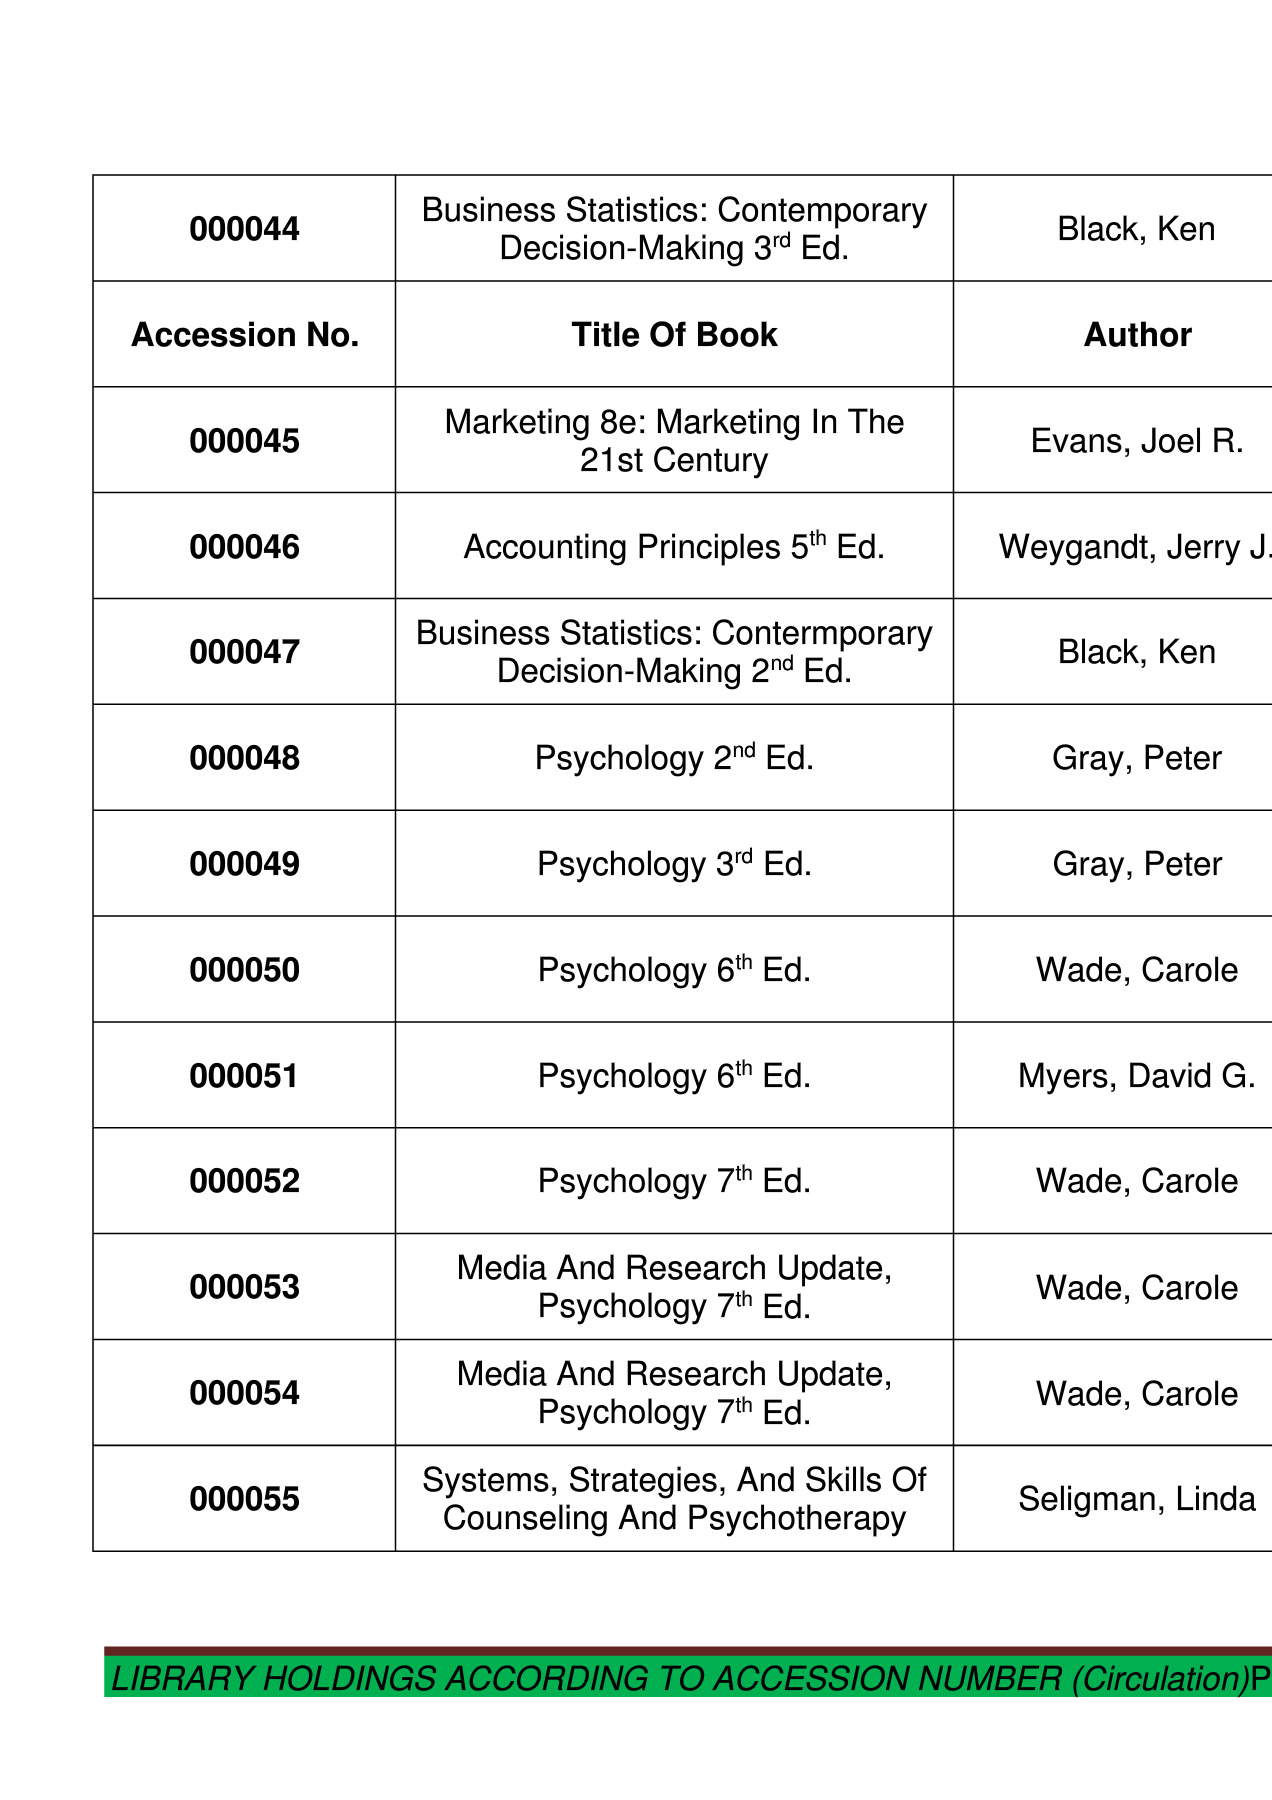 000044
Business Statistics: Contemporary
Decision-Making 3rd Ed.
Black, Ken
Accession No.
Title Of Book
Author
000045
Marketing 8e: Marketing In The
21st Century
Evans, Joel R.
000046
Accounting Principles 5th Ed.
Weygandt, Jerry J.
000047
Business Statistics: Contermporary
Decision-Making 2nd Ed.
Black, Ken
000048
Psychology 2nd Ed.
Gray, Peter
000049
Psychology 3rd Ed.
Gray, Peter
000050
Psychology 6th Ed.
Wade, Carole
000051
Psychology 6th Ed.
Myers, David G.
000052
Psychology 7th Ed.
Wade, Carole
000053
Media And Research Update,
Psychology 7th Ed.
Wade, Carole
000054
Media And Research Update,
Psychology 7th Ed.
Wade, Carole
000055
Systems, Strategies, And Skills Of
Counseling And Psychotherapy
Seligman, Linda
LIBRARY HOLDINGS ACCORDING TO ACCESSION NUMBER (Circulation)P